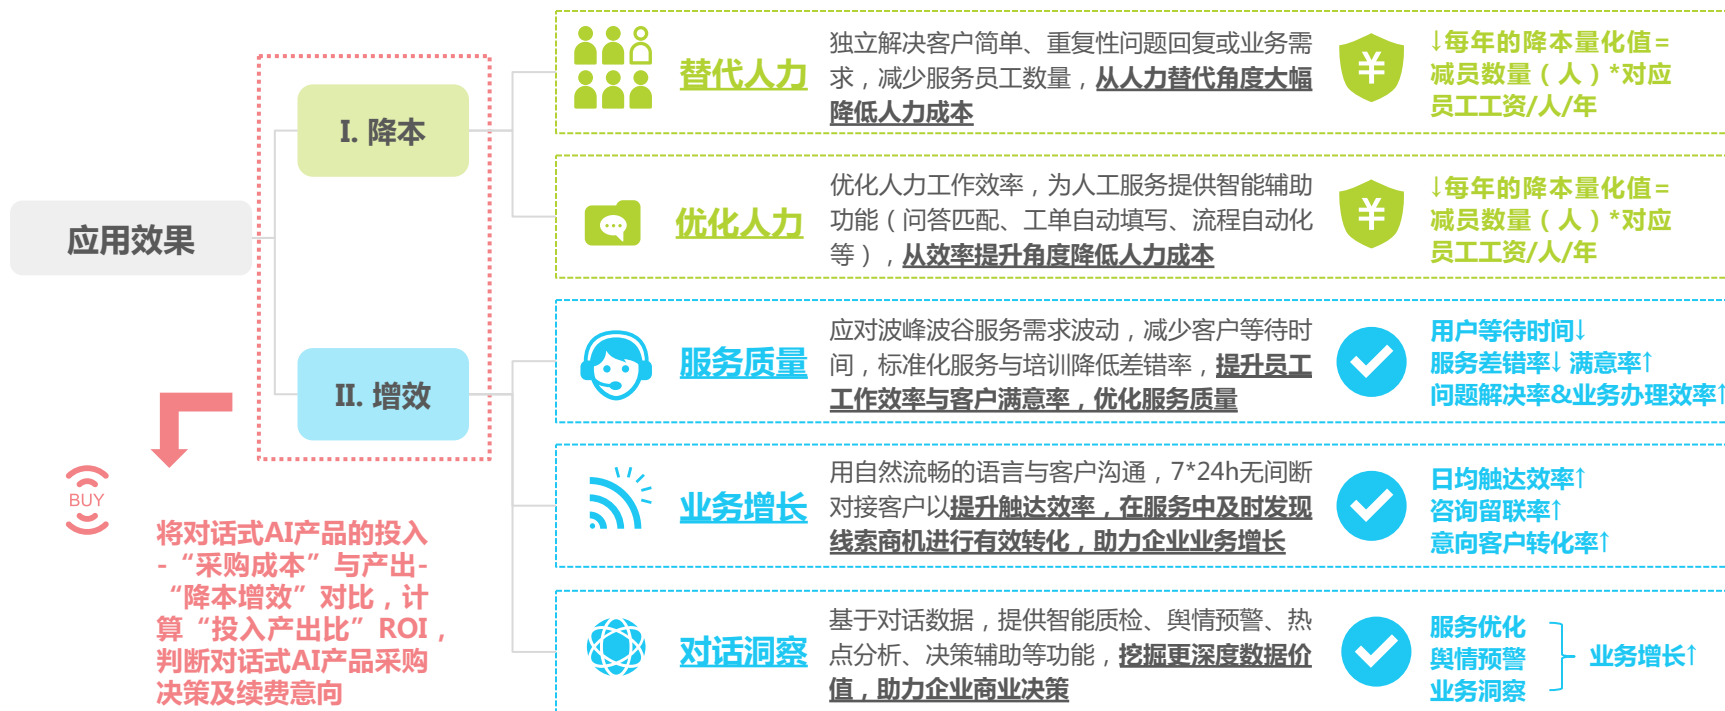 应用效果
I. 降本
II. 增效
BUY
将对话式AI产品的投入
-“采购成本”与产出-
“降本增效”对比，计
算“投入产出比”ROI，
判断对话式AI产品采购
决策及续费意向
替代人力
独立解决客户简单、重复性问题回复或业务需
求，减少服务员工数量，从人力替代角度大幅
降低人力成本
¥
↓每年的降本量化值=
减员数量（人）*对应
员工工资/人/年
优化人力
优化人力工作效率，为人工服务提供智能辅助
功能（问答匹配、工单自动填写、流程自动化
等），从效率提升角度降低人力成本
¥
↓每年的降本量化值=
减员数量（人）*对应
员工工资/人/年
服务质量
应对波峰波谷服务需求波动，减少客户等待时
间，标准化服务与培训降低差错率，提升员工
工作效率与客户满意率，优化服务质量
用户等待时间↓
服务差错率↓ 满意率↑
问题解决率&业务办理效率↑
业务增长
用自然流畅的语言与客户沟通，7*24h无间断
对接客户以提升触达效率，在服务中及时发现
线索商机进行有效转化，助力企业业务增长
日均触达效率↑
咨询留联率↑
意向客户转化率↑
对话洞察
基于对话数据，提供智能质检、舆情预警、热
点分析、决策辅助等功能，挖掘更深度数据价
值，助力企业商业决策
服务优化
舆情预警
业务洞察
业务增长↑